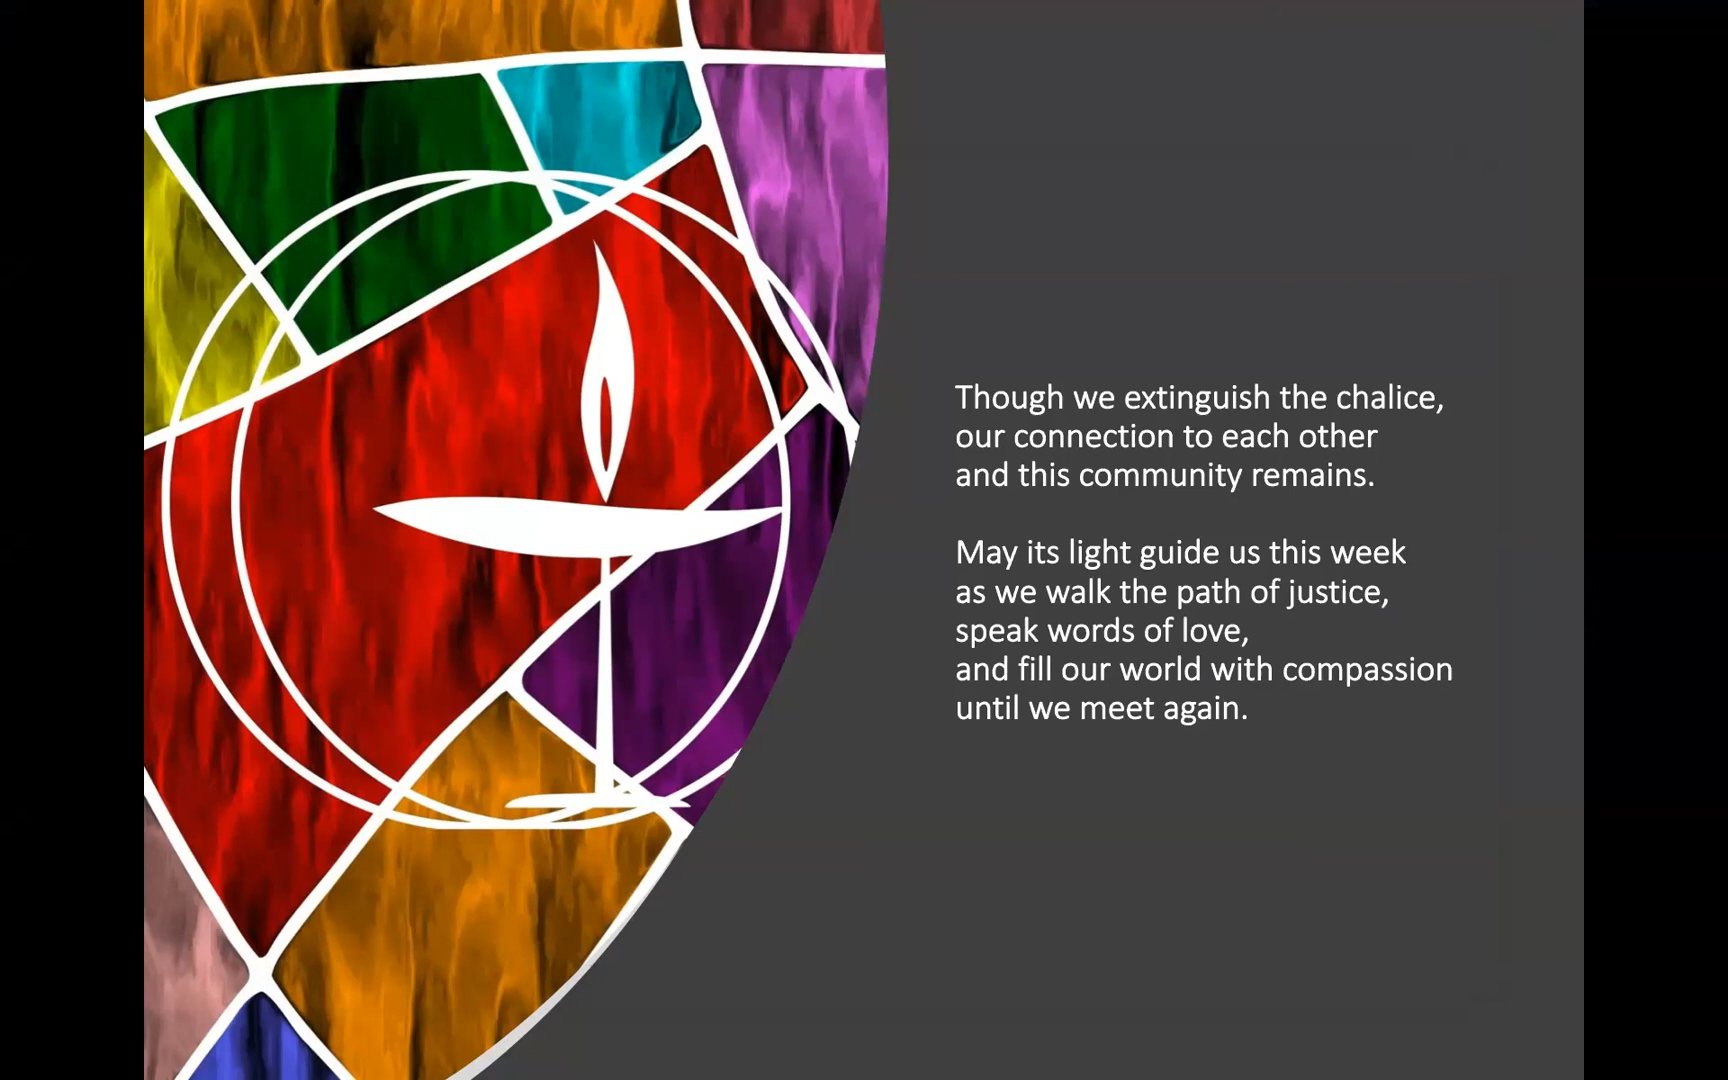 Though we extinguish the chalice,
our connection to each other
and this community remains.
May its light guide us this week
as we walk the path of justice,
speak words of love,
and fill our world with compassion
until we meet again.